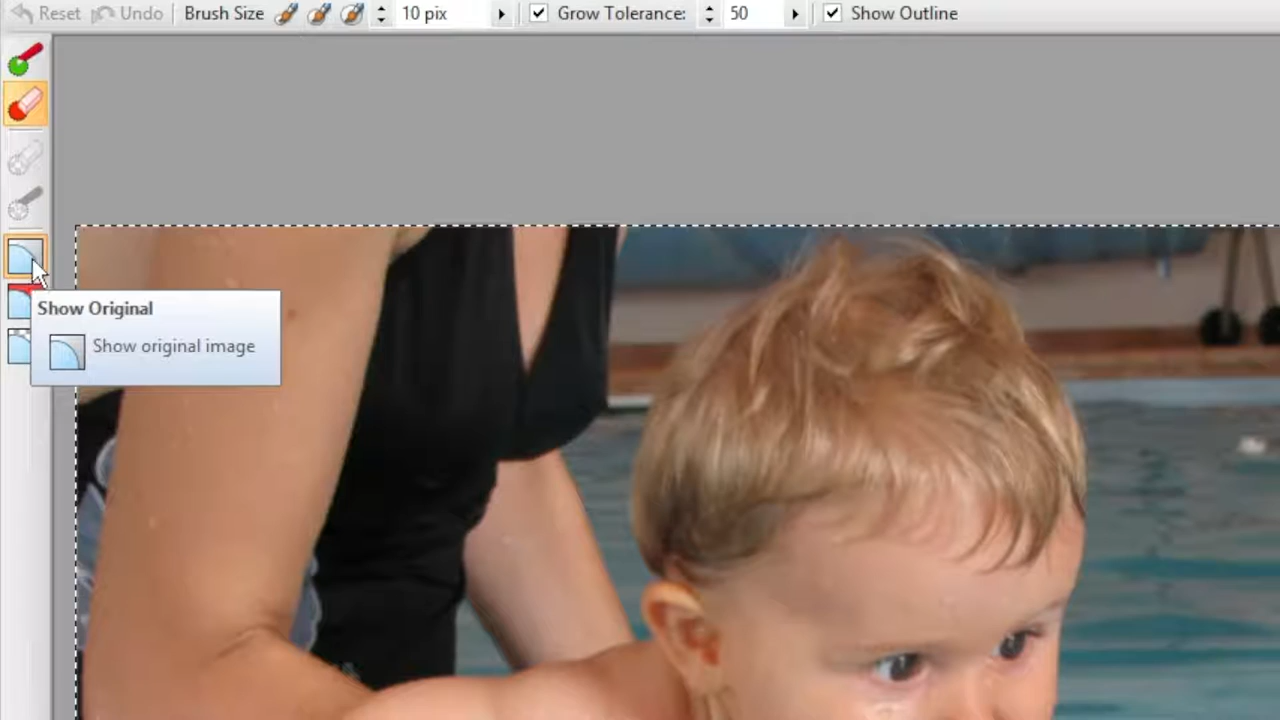 Reset Undo Brush Size 10 pix Grow Tolerance: 50 Show Outline
Show Original
Show original image